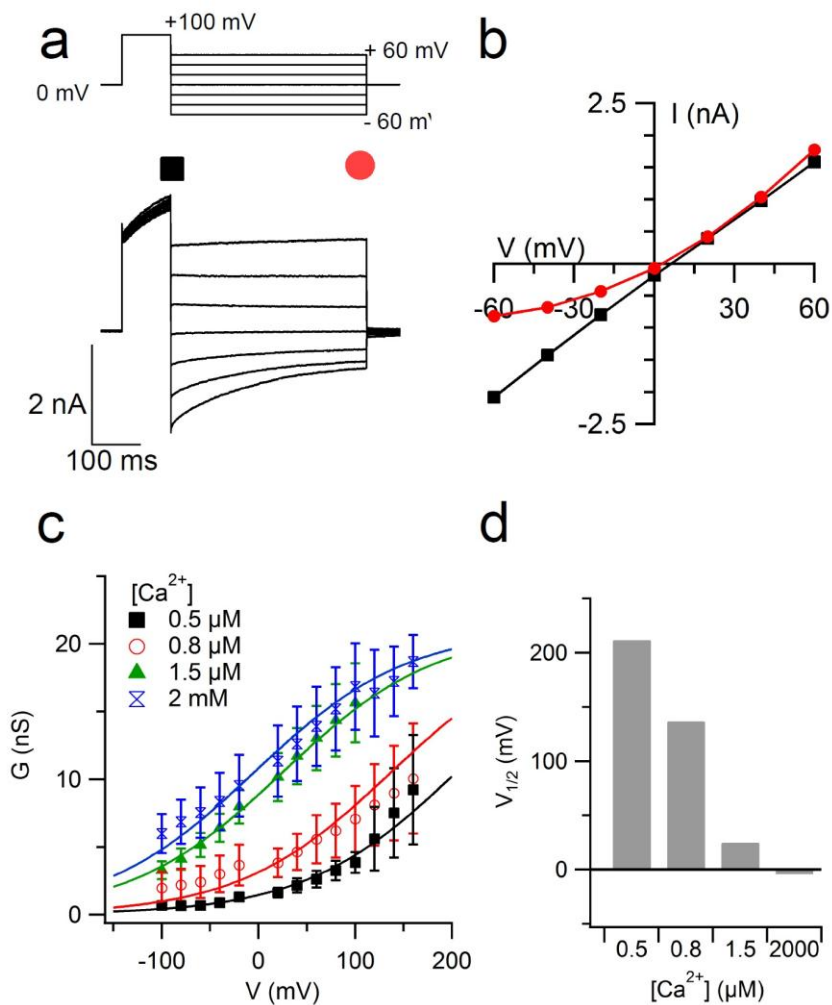 a
+100 mV
+ 60 mV
0 mV
- 60 m'
2 nA
100 ms
b
2.5
I (nA)
V (mV)
-60
-30
30
60
-2.5
c
[Ca²⁺]
0.5 µM
0.8 µM
1.5 µM
2 mM
20
10
0
G (nS)
-100
0
100
200
V (mV)
d
200
100
0
V1/2 (mV)
0.5
0.8
1.5
2000
[Ca²⁺] (µM)